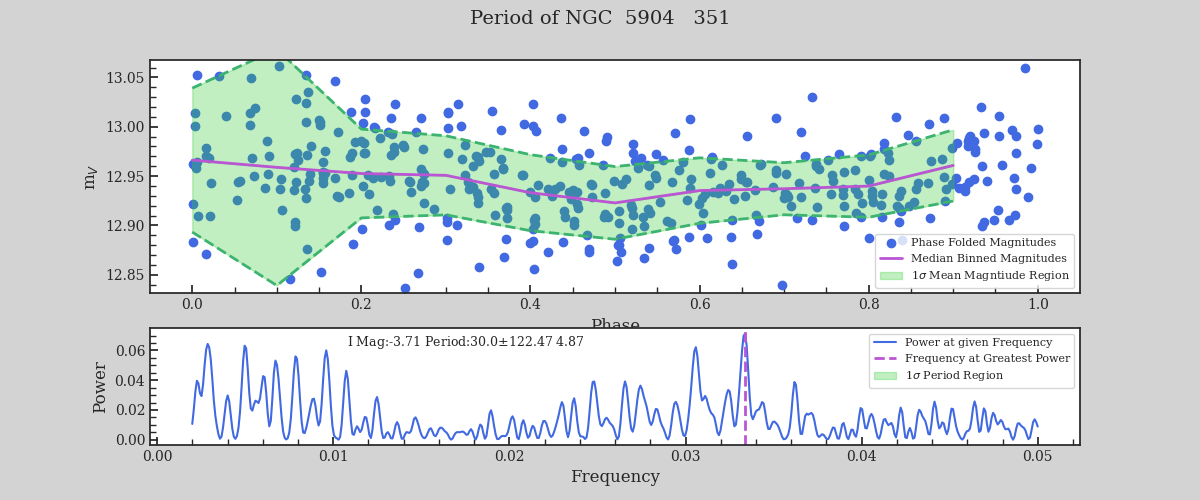 Period of NGC 5904 351
13.05
13.00
12.95
12.90
12.85
mV
Phase Folded Magnitudes
Median Binned Magnitudes
1σ Mean Magntiude Region
0.0 0.2 0.4 0.6 0.8 1.0
Phase
I Mag:-3.71 Period:30.0±122.47 4.87
Power at given Frequency
Frequency at Greatest Power
1σ Period Region
0.06
0.04
0.02
0.00
Power
0.00 0.01 0.02 0.03 0.04 0.05
Frequency